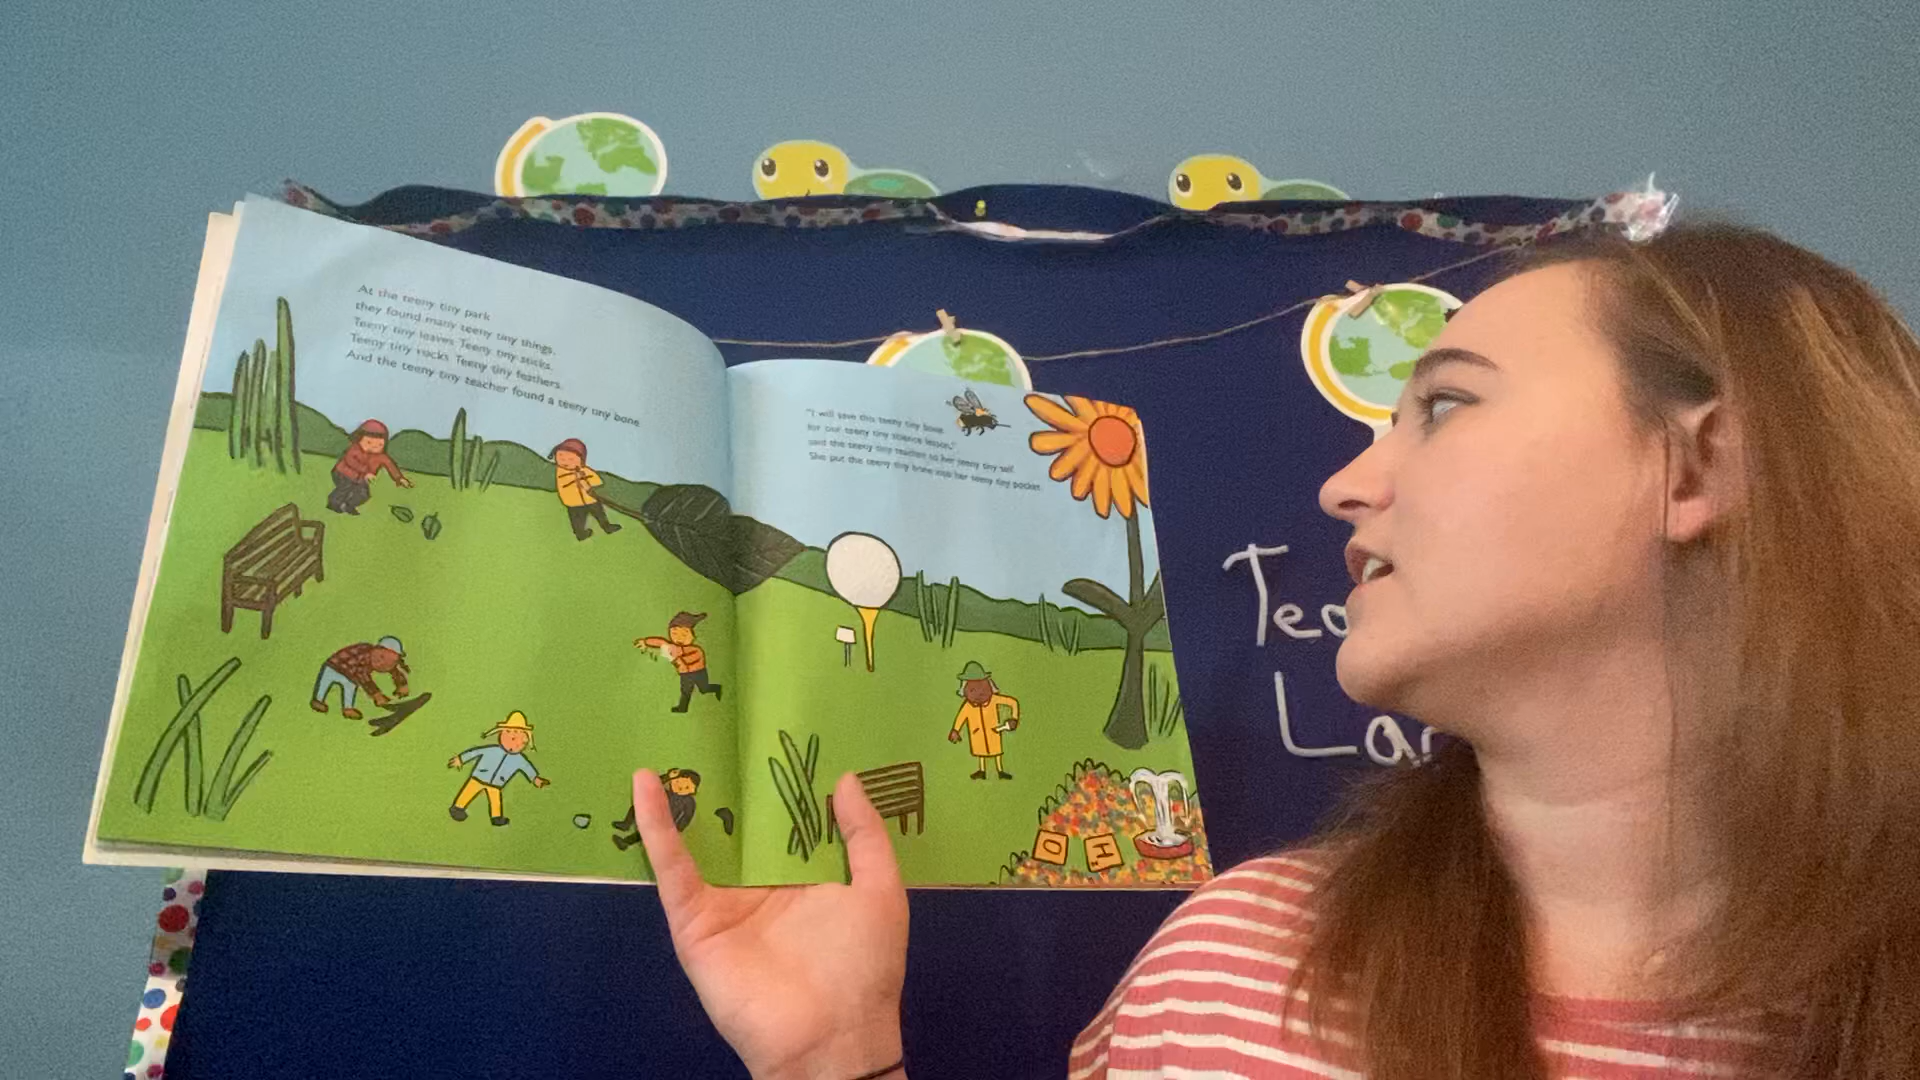 At the teeny tiny park
they found many teeny tiny things.
Teeny tiny leaves. Teeny tiny sticks.
Teeny tiny rocks. Teeny tiny feathers.
And the teeny tiny teacher found a teeny tiny bone.
"I will save this teeny tiny bone
for our teeny tiny science lesson,"
said the teeny tiny teacher to her teeny tiny self.
She put the teeny tiny bone into her teeny tiny pocket.
O H